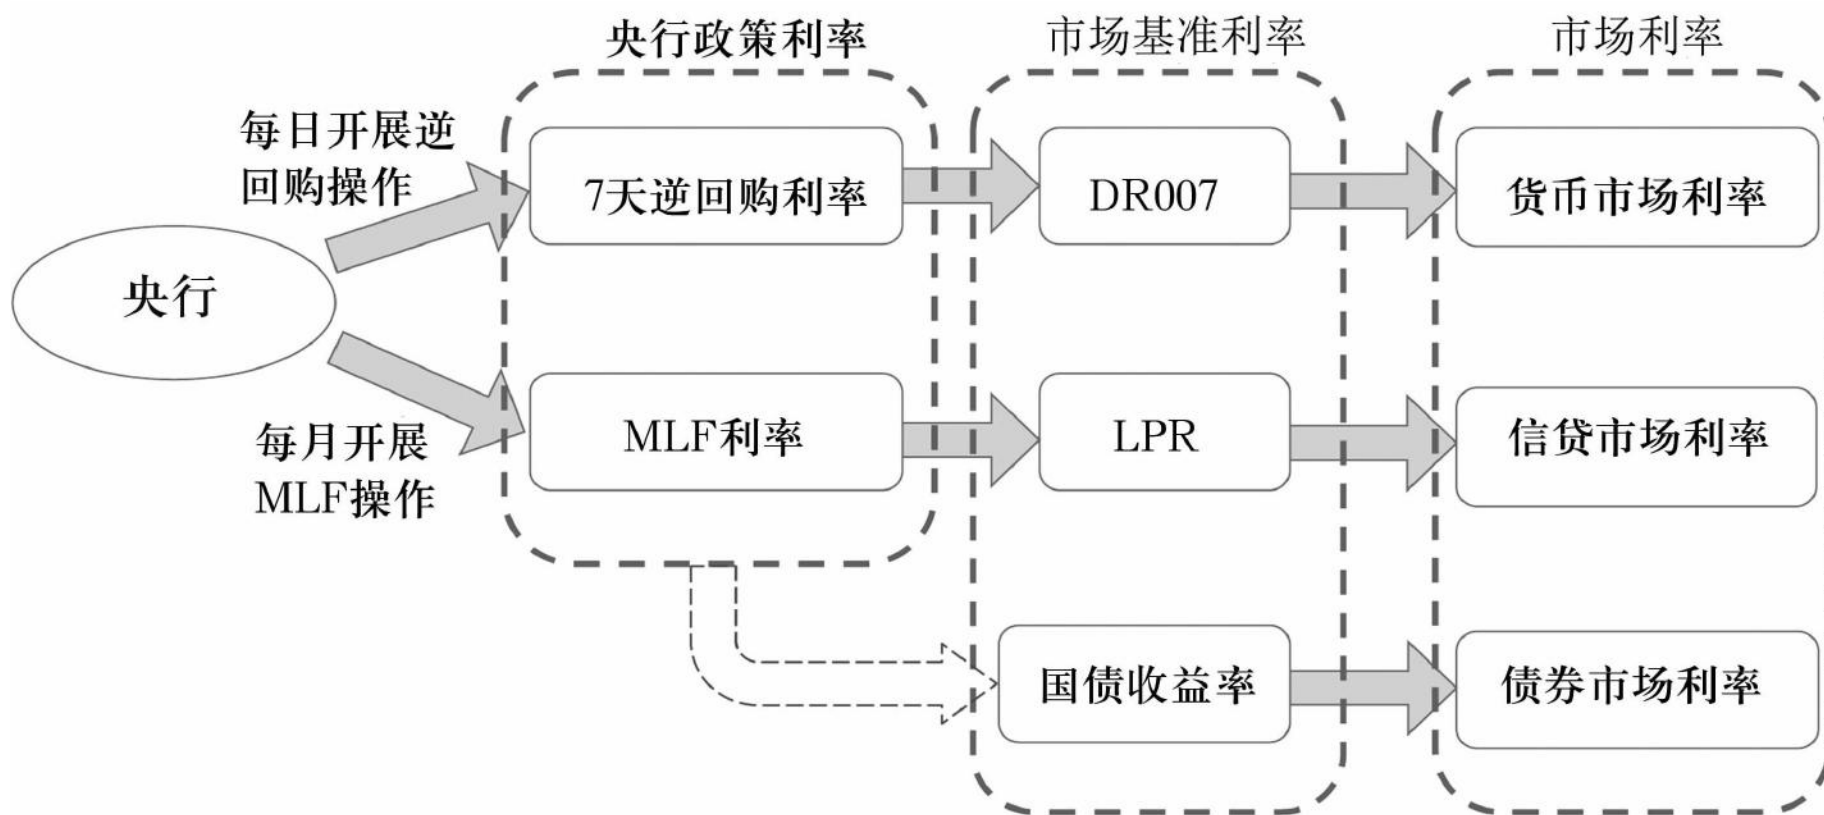 央行政策利率
市场基准利率
市场利率
每日开展逆
回购操作
7天逆回购利率
DR007
货币市场利率
央行
MLF利率
LPR
信贷市场利率
每月开展
MLF操作
国债收益率
债券市场利率